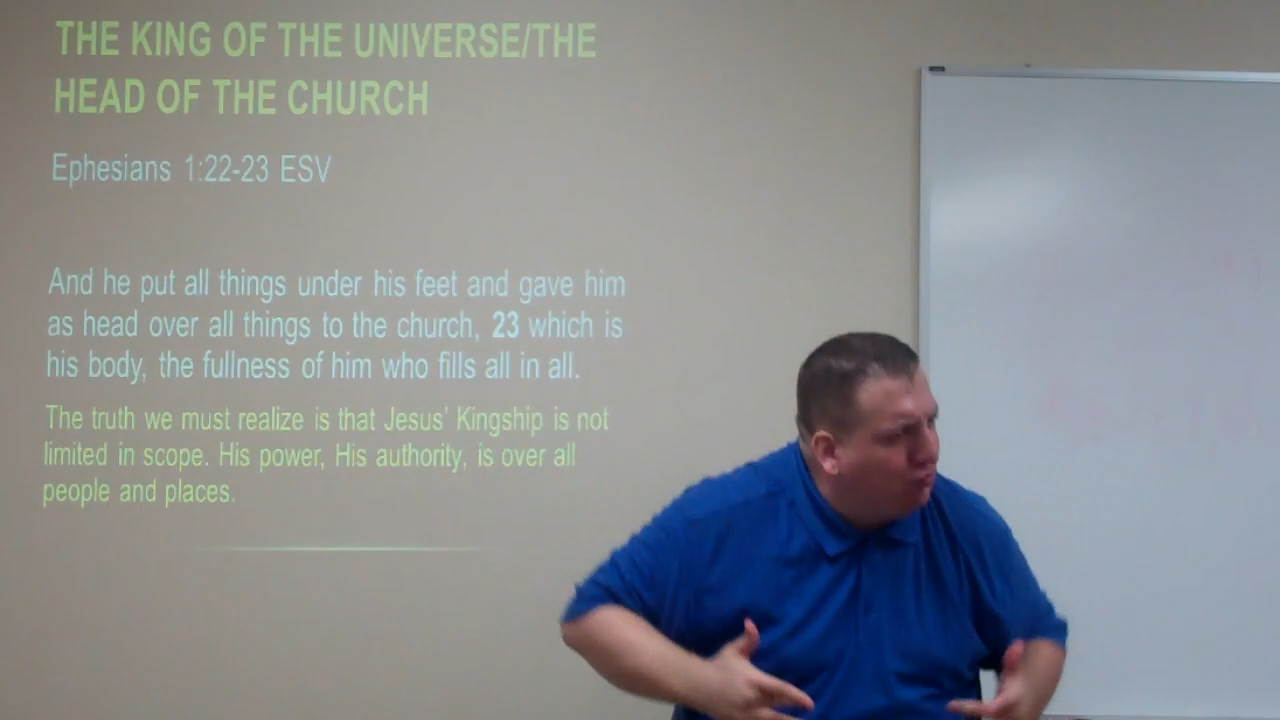 THE KING OF THE UNIVERSE/THE
HEAD OF THE CHURCH
Ephesians 1:22-23 ESV
And he put all things under his feet and gave him
as head over all things to the church, 23 which is
his body, the fullness of him who fills all in all.
The truth we must realize is that Jesus’ Kingship is not
limited in scope. His power, His authority, is over all
people and places.